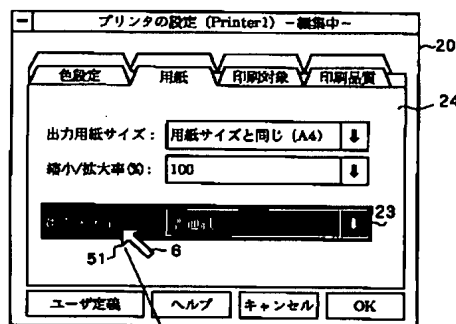 プリンタの設定 (Printer1) −編集中−
20
色設定 用紙 印刷対象 印刷品質
24
出力用紙サイズ: 用紙サイズと同じ (A4)
縮小/拡大率(%): 100
23
51 6
ユーザ定義 ヘルプ キャンセル OK